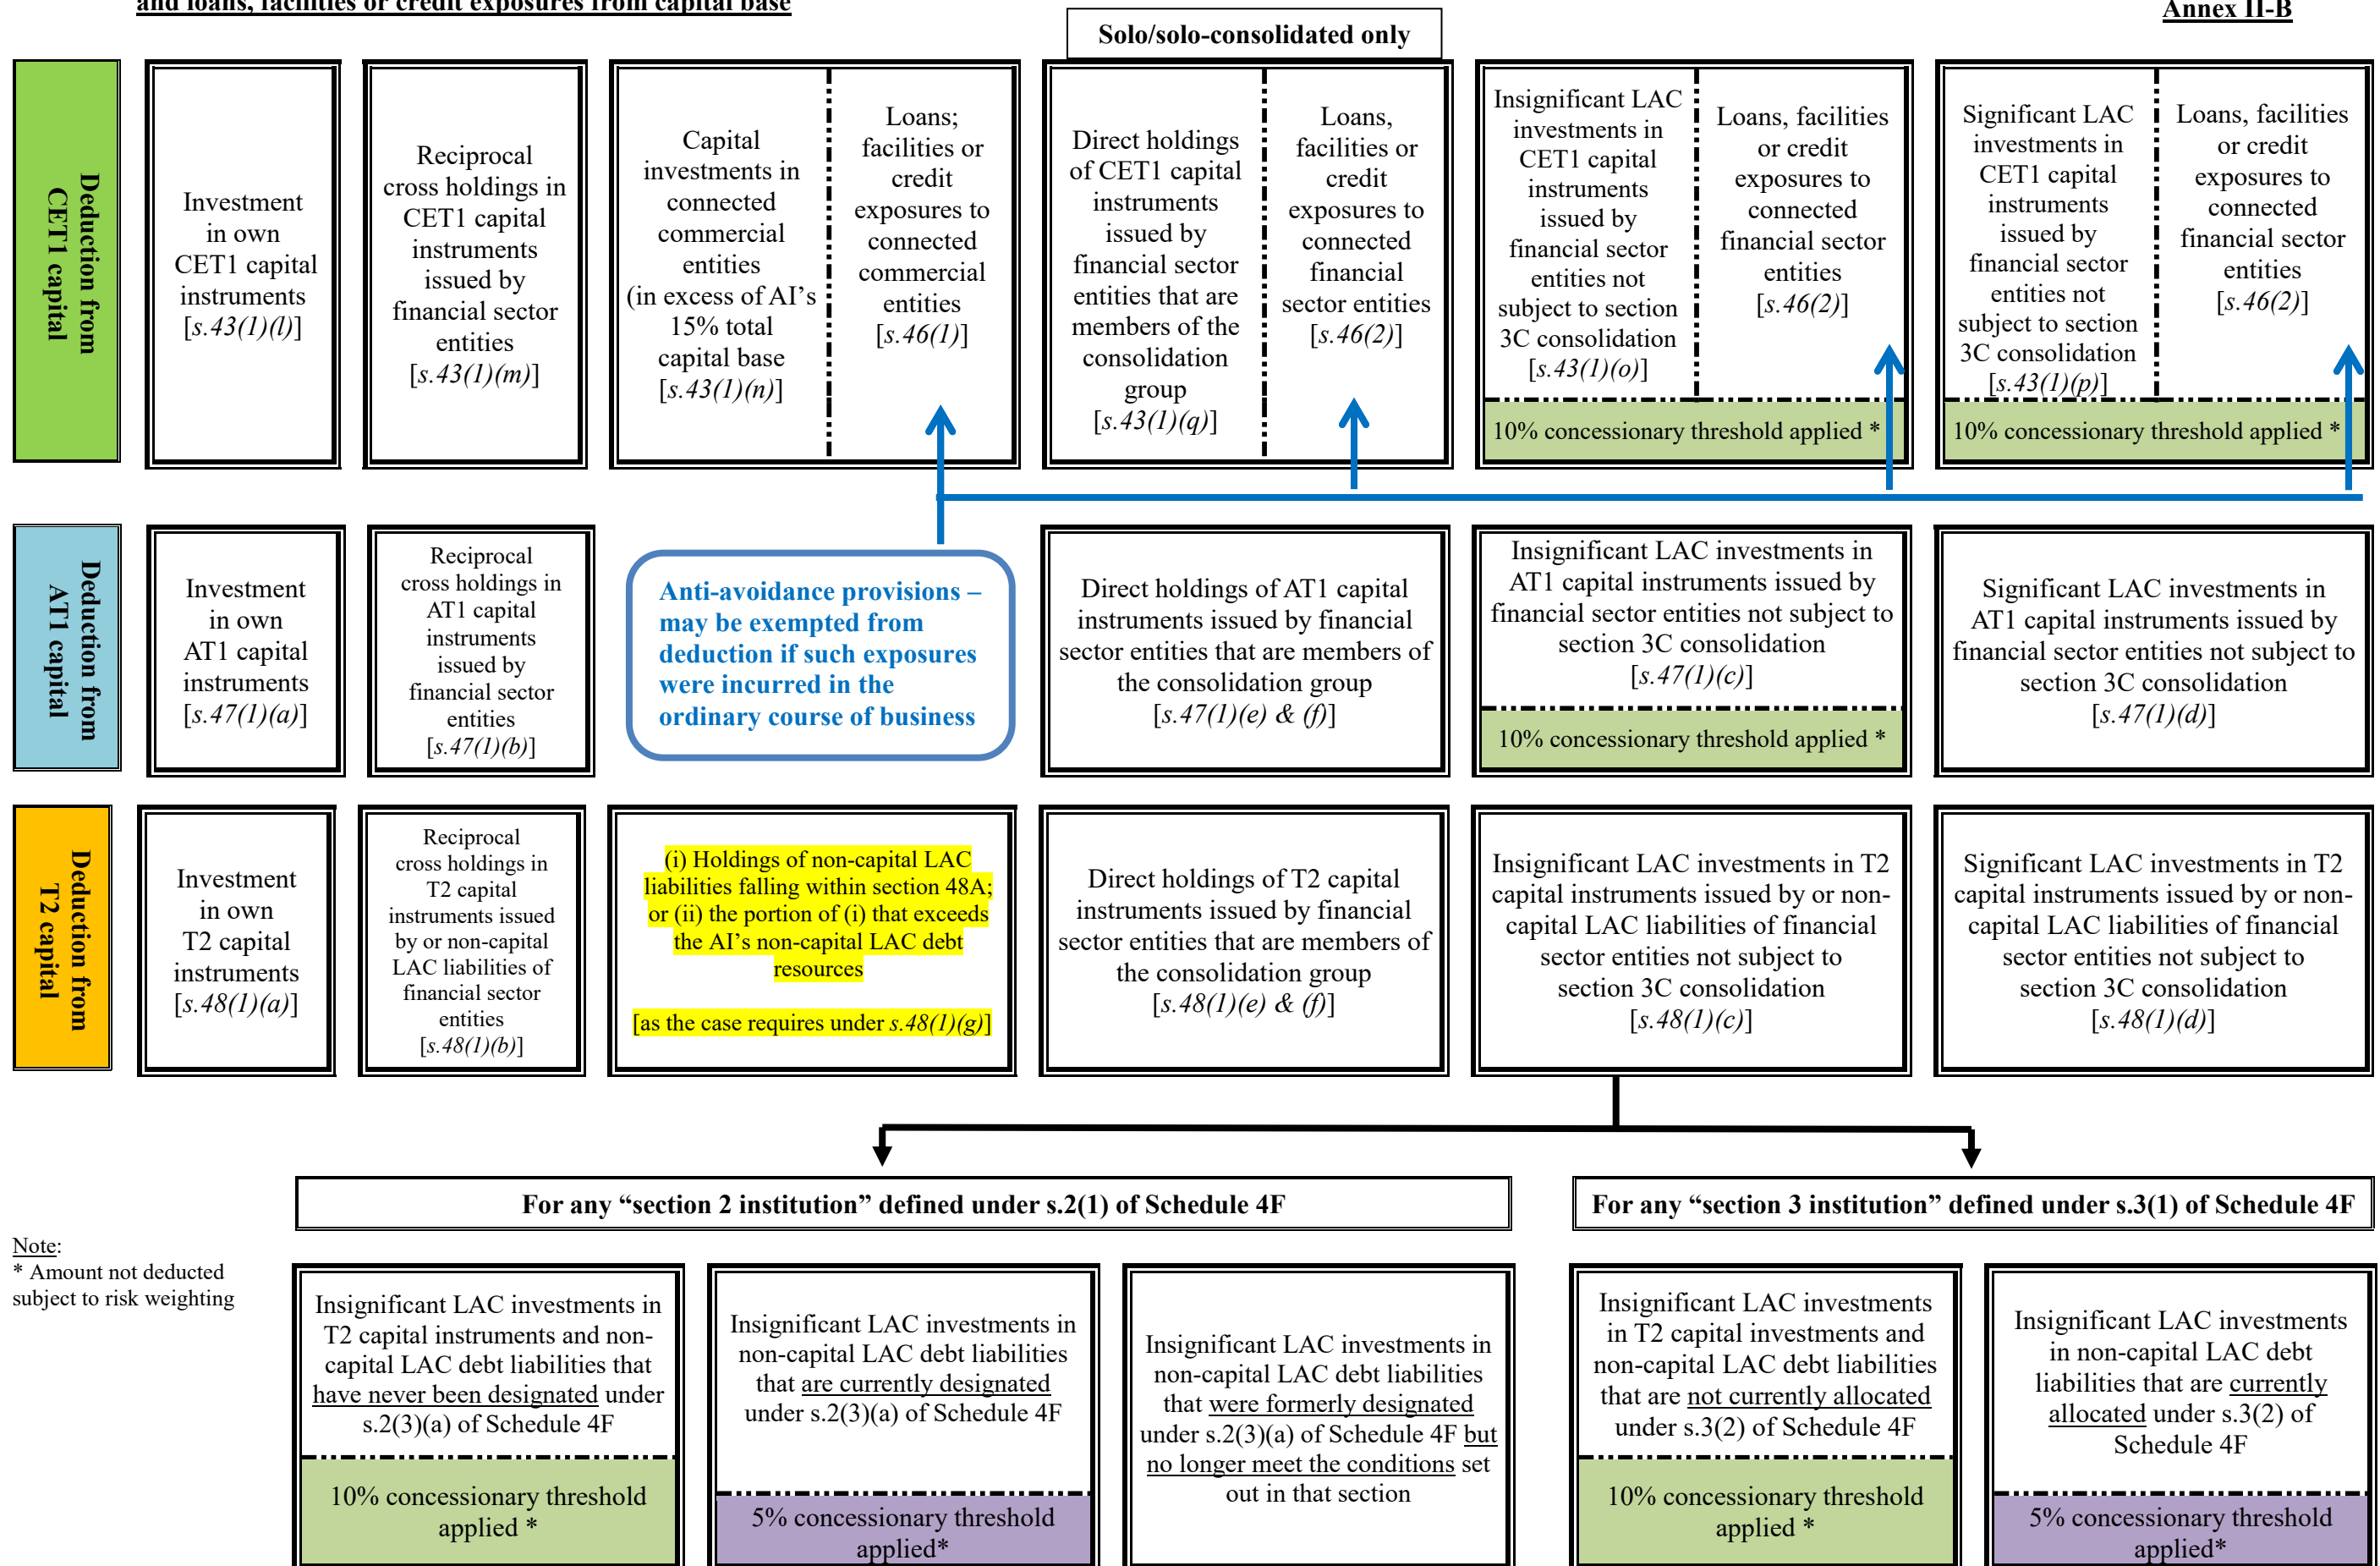 and loans, facilities or credit exposures from capital base
Annex II-B
Solo/solo-consolidated only
Deduction from
CET1 capital
Investment
in own
CET1 capital
instruments
[s.43(1)(l)]
Reciprocal
cross holdings in
CET1 capital
instruments
issued by
financial sector
entities
[s.43(1)(m)]
Capital
investments in
connected
commercial
entities
(in excess of AI’s
15% total
capital base
[s.43(1)(n)]
Loans;
facilities or
credit
exposures to
connected
commercial
entities
[s.46(1)]
Direct holdings
of CET1 capital
instruments
issued by
financial sector
entities that are
members of the
consolidation
group
[s.43(1)(q)]
Loans,
facilities or
credit
exposures to
connected
financial
sector entities
[s.46(2)]
Insignificant LAC
investments in
CET1 capital
instruments
issued by
financial sector
entities not
subject to section
3C consolidation
[s.43(1)(o)]
Loans, facilities
or credit
exposures to
connected
financial sector
entities
[s.46(2)]
10% concessionary threshold applied *
Significant LAC
investments in
CET1 capital
instruments
issued by
financial sector
entities not
subject to section
3C consolidation
[s.43(1)(p)]
Loans, facilities
or credit
exposures to
connected
financial sector
entities
[s.46(2)]
10% concessionary threshold applied *
Deduction from
AT1 capital
Investment
in own
AT1 capital
instruments
[s.47(1)(a)]
Reciprocal
cross holdings in
AT1 capital
instruments
issued by
financial sector
entities
[s.47(1)(b)]
Anti-avoidance provisions –
may be exempted from
deduction if such exposures
were incurred in the
ordinary course of business
Direct holdings of AT1 capital
instruments issued by financial
sector entities that are members of
the consolidation group
[s.47(1)(e) & (f)]
Insignificant LAC investments in
AT1 capital instruments issued by
financial sector entities not subject to
section 3C consolidation
[s.47(1)(c)]
10% concessionary threshold applied *
Significant LAC investments in
AT1 capital instruments issued by
financial sector entities not subject to
section 3C consolidation
[s.47(1)(d)]
Deduction from
T2 capital
Investment
in own
T2 capital
instruments
[s.48(1)(a)]
Reciprocal
cross holdings in
T2 capital
instruments issued
by or non-capital
LAC liabilities of
financial sector
entities
[s.48(1)(b)]
(i) Holdings of non-capital LAC
liabilities falling within section 48A;
or (ii) the portion of (i) that exceeds
the AI’s non-capital LAC debt
resources
[as the case requires under s.48(1)(g)]
Direct holdings of T2 capital
instruments issued by financial
sector entities that are members of
the consolidation group
[s.48(1)(e) & (f)]
Insignificant LAC investments in T2
capital instruments issued by or non-
capital LAC liabilities of financial
sector entities not subject to
section 3C consolidation
[s.48(1)(c)]
Significant LAC investments in T2
capital instruments issued by or non-
capital LAC liabilities of financial
sector entities not subject to
section 3C consolidation
[s.48(1)(d)]
For any “section 2 institution” defined under s.2(1) of Schedule 4F
For any “section 3 institution” defined under s.3(1) of Schedule 4F
Note:
* Amount not deducted
subject to risk weighting
Insignificant LAC investments in
T2 capital instruments and non-
capital LAC debt liabilities that
have never been designated under
s.2(3)(a) of Schedule 4F
10% concessionary threshold
applied *
Insignificant LAC investments in
non-capital LAC debt liabilities
that are currently designated
under s.2(3)(a) of Schedule 4F
5% concessionary threshold
applied*
Insignificant LAC investments in
non-capital LAC debt liabilities
that were formerly designated
under s.2(3)(a) of Schedule 4F but
no longer meet the conditions set
out in that section
Insignificant LAC investments
in T2 capital investments and
non-capital LAC debt liabilities
that are not currently allocated
under s.3(2) of Schedule 4F
10% concessionary threshold
applied *
Insignificant LAC investments
in non-capital LAC debt
liabilities that are currently
allocated under s.3(2) of
Schedule 4F
5% concessionary threshold
applied*